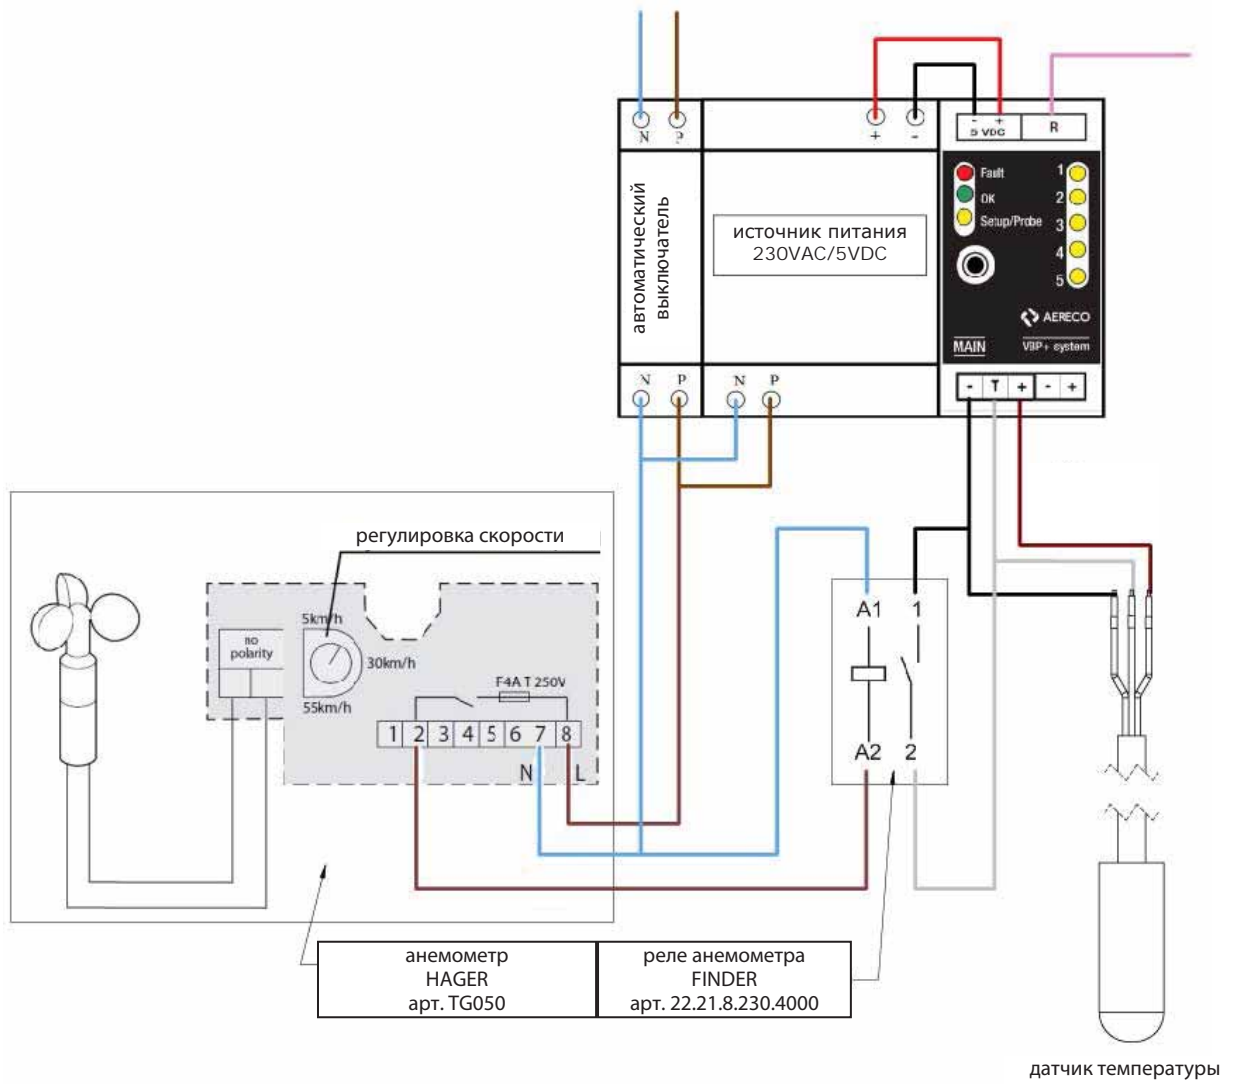 N P
+ -
- +
5 VDC
R
Fault
OK
Setup/Probe
1
2
3
4
5
автоматический
выключатель
источник питания
230VAC/5VDC
AERECO
MAIN
VBP+ system
N P N P
- T + - +
регулировка скорости
5km/h
no
polarity
30km/h
55km/h
F4A T 250V
1 2 3 4 5 6 7 8
N L
A1 1
A2 2
анемометр
HAGER
арт. TG050
реле анемометра
FINDER
арт. 22.21.8.230.4000
датчик температуры